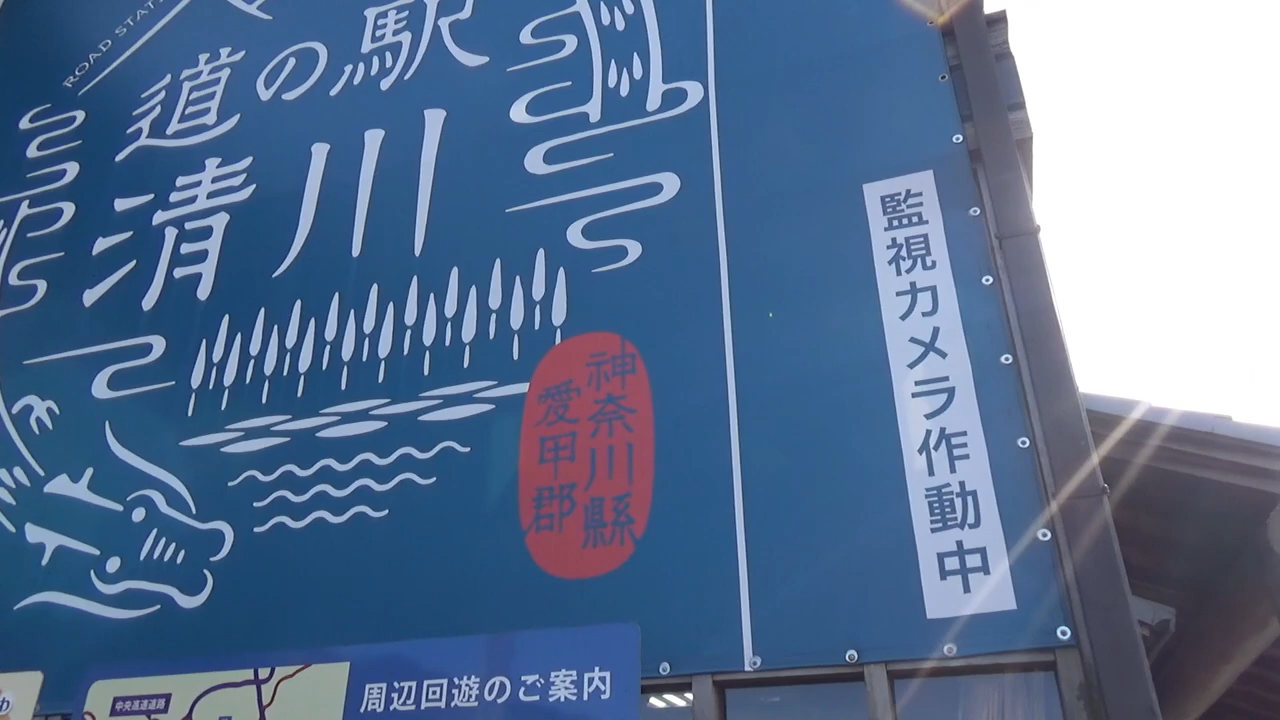 ROAD STATI
道の駅
清川
神奈川縣
愛甲郡
監視カメラ作動中
周辺回遊のご案内
中央高速道路